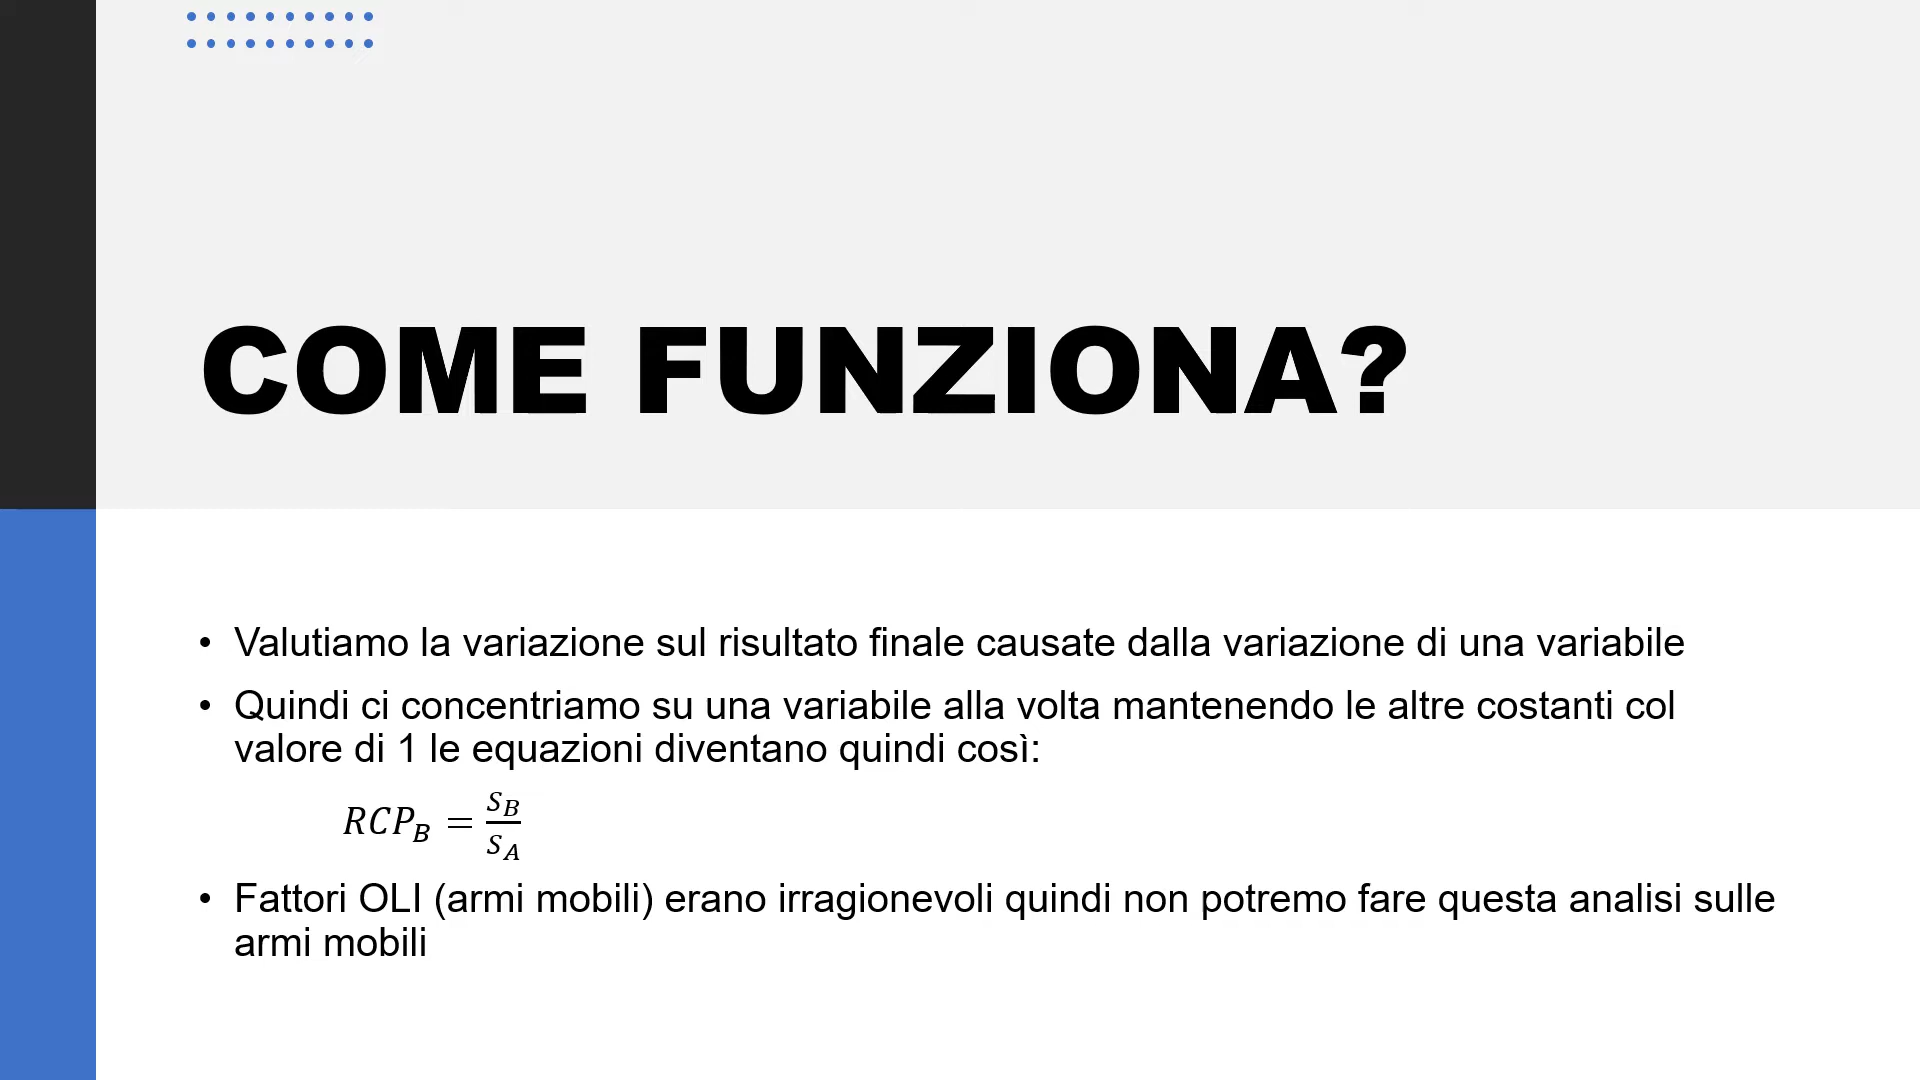 COME FUNZIONA?
• Valutiamo la variazione sul risultato finale causate dalla variazione di una variabile
• Quindi ci concentriamo su una variabile alla volta mantenendo le altre costanti col
valore di 1 le equazioni diventano quindi così:
RCP_B = S_B / S_A
• Fattori OLI (armi mobili) erano irragionevoli quindi non potremo fare questa analisi sulle
armi mobili